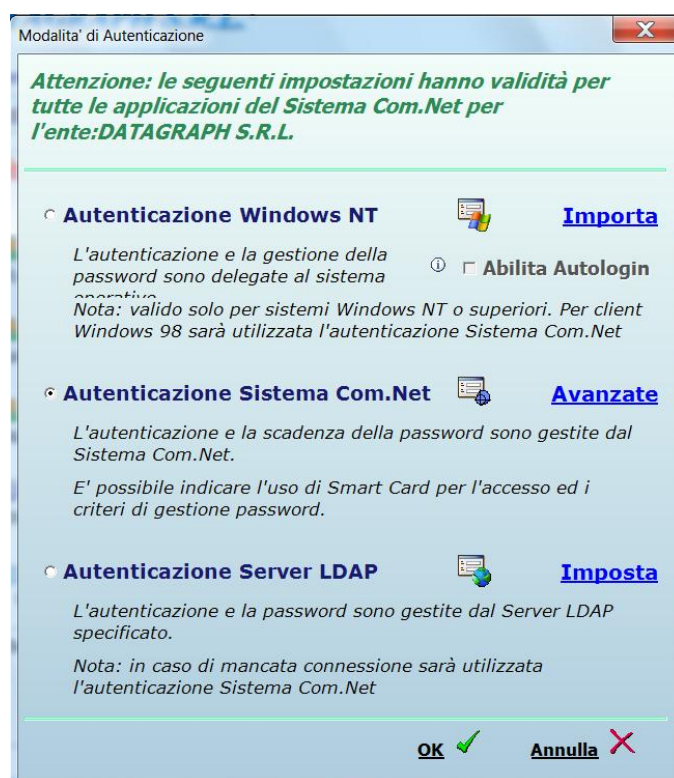 Modalita' di Autenticazione
Attenzione: le seguenti impostazioni hanno validità per
tutte le applicazioni del Sistema Com.Net per
l'ente:DATAGRAPH S.R.L.
Autenticazione Windows NT Importa
L'autenticazione e la gestione della
password sono delegate al sistema Abilita Autologin
operativo
Nota: valido solo per sistemi Windows NT o superiori. Per client
Windows 98 sarà utilizzata l'autenticazione Sistema Com.Net
Autenticazione Sistema Com.Net Avanzate
L'autenticazione e la scadenza della password sono gestite dal
Sistema Com.Net.
E' possibile indicare l'uso di Smart Card per l'accesso ed i
criteri di gestione password.
Autenticazione Server LDAP Imposta
L'autenticazione e la password sono gestite dal Server LDAP
specificato.
Nota: in caso di mancata connessione sarà utilizzata
l'autenticazione Sistema Com.Net
OK Annulla